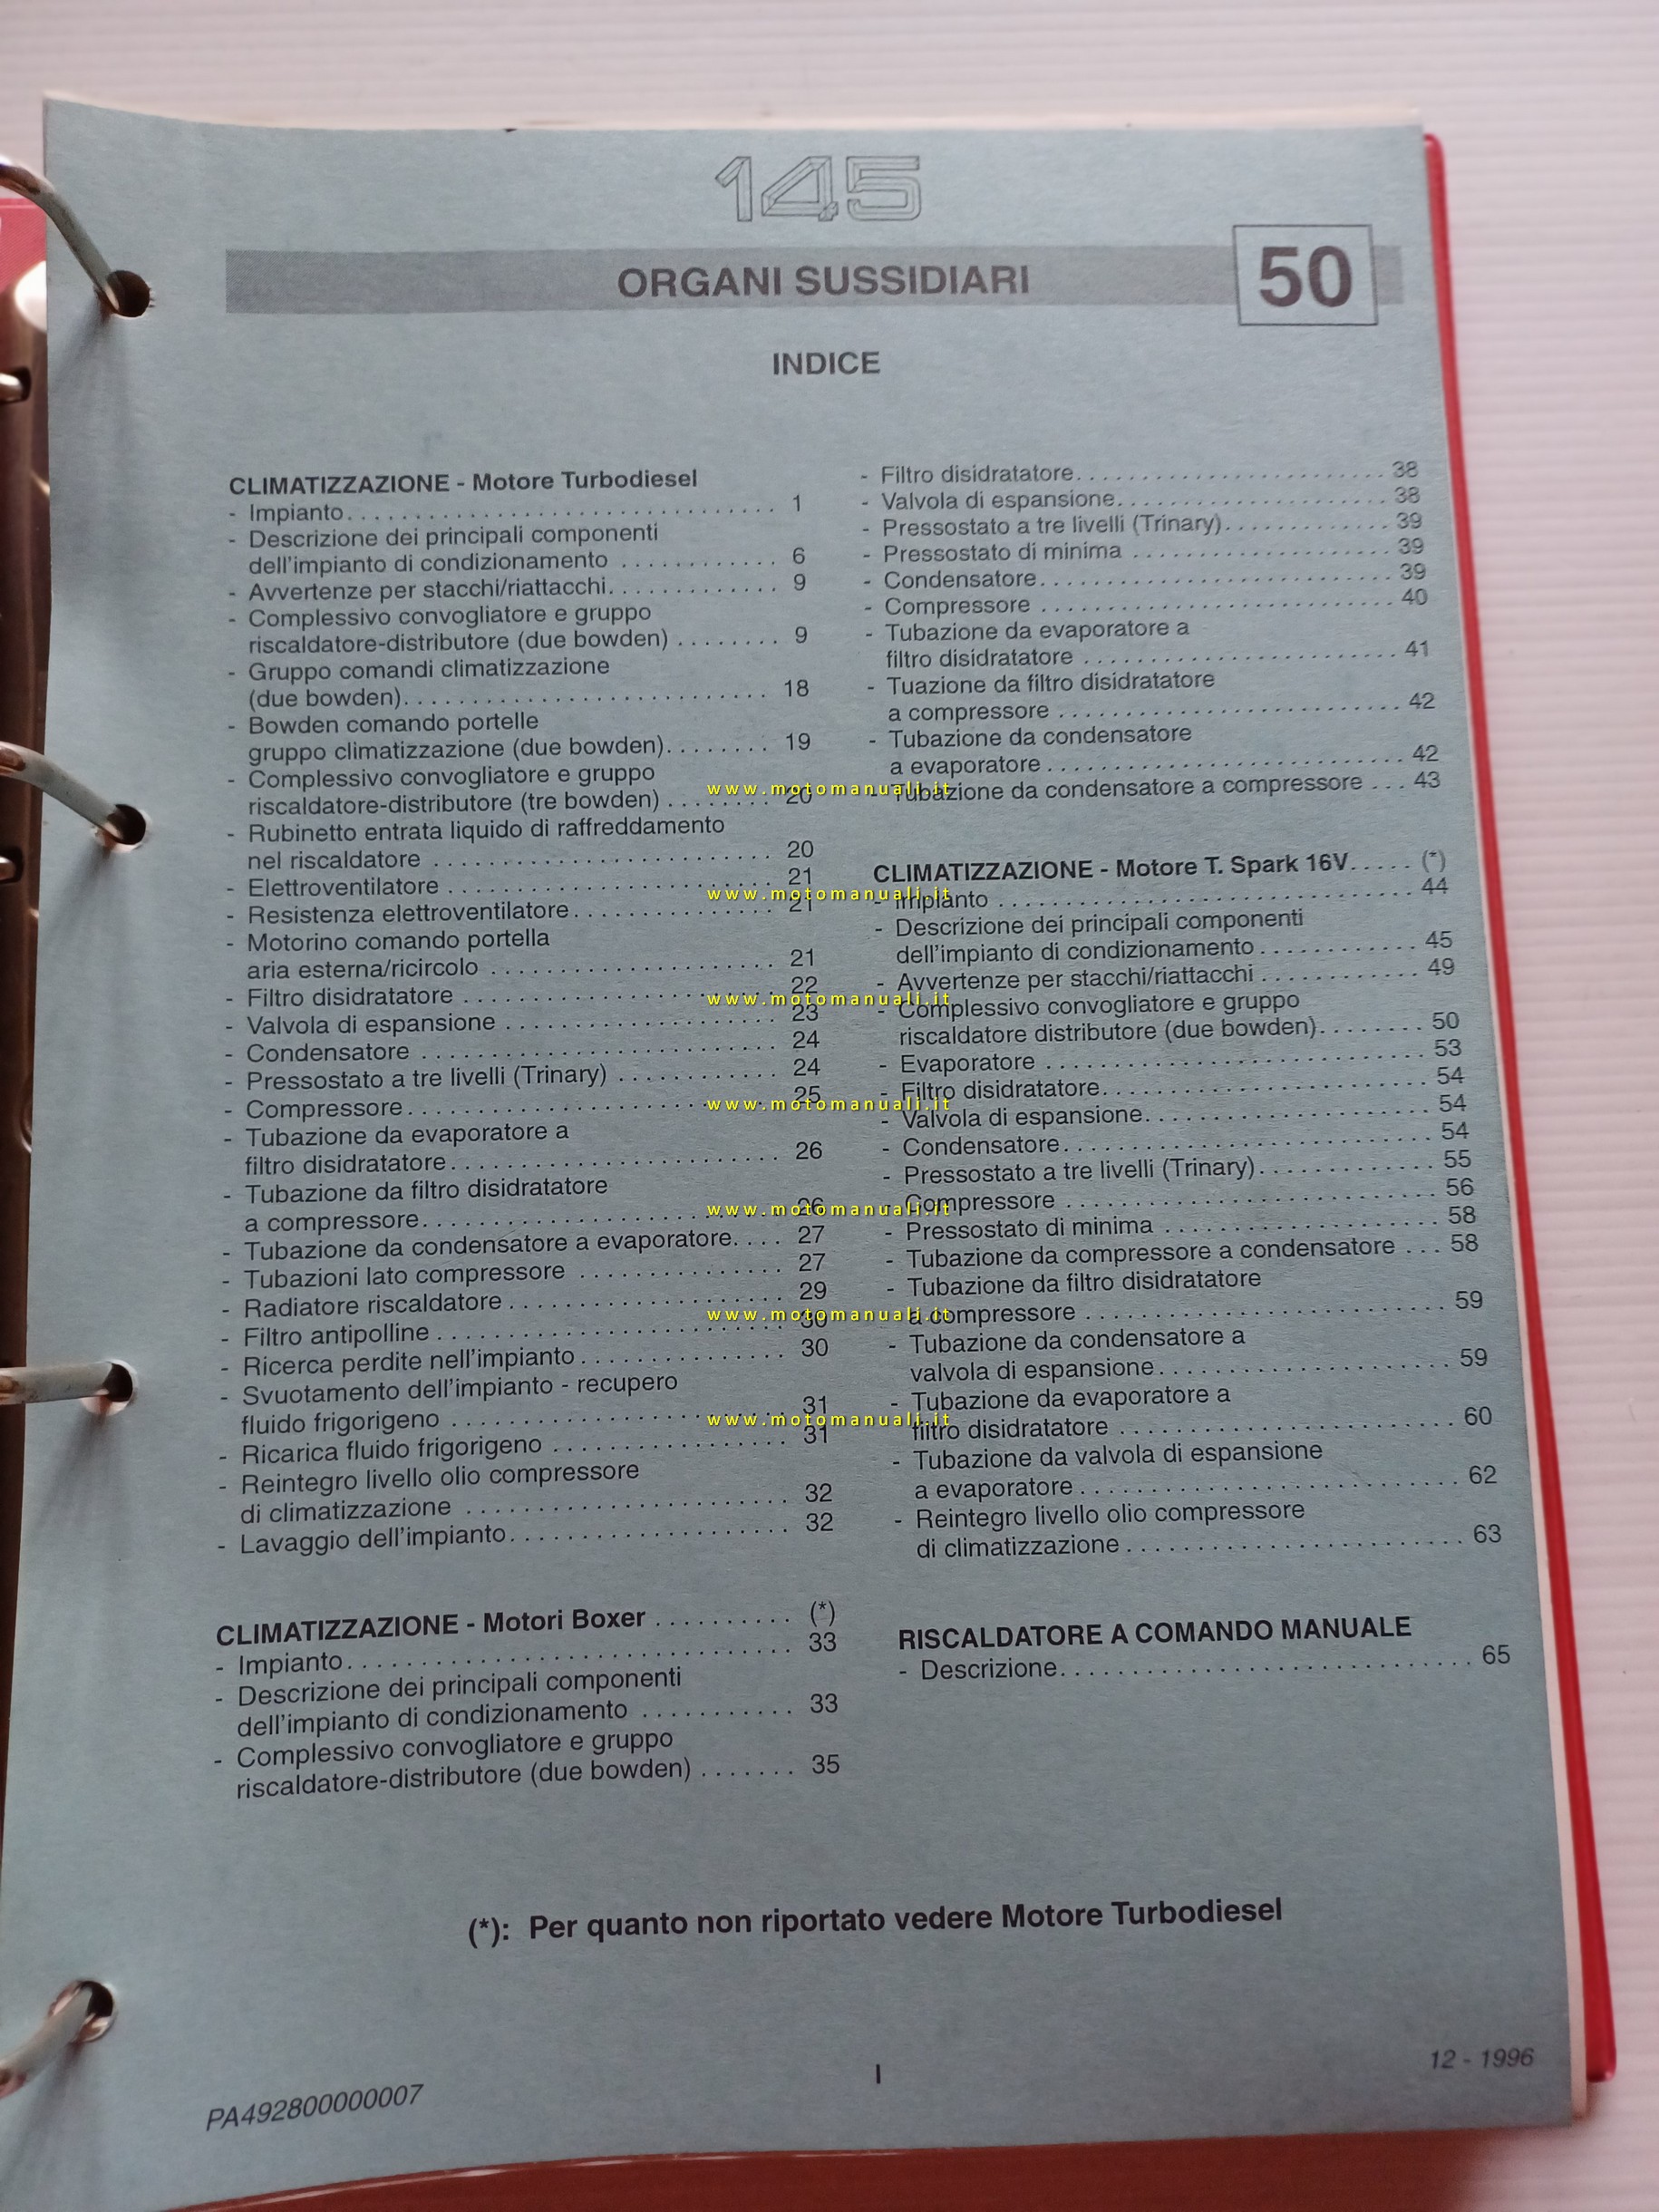 145
ORGANI SUSSIDIARI
50
INDICE
CLIMATIZZAZIONE - Motore Turbodiesel
- Impianto. . . . . . . . . . . . . . . . . . . . . . . . . . . . . . . 1
- Descrizione dei principali componenti
dell'impianto di condizionamento . . . . . . . . . . . . 6
- Avvertenze per stacchi/riattacchi. . . . . . . . . . . . . 9
- Complessivo convogliatore e gruppo
riscaldatore-distributore (due bowden) . . . . . . . . 9
- Gruppo comandi climatizzazione
(due bowden). . . . . . . . . . . . . . . . . . . . . . . . . . . 18
- Bowden comando portelle
gruppo climatizzazione (due bowden). . . . . . . . 19
- Complessivo convogliatore e gruppo
riscaldatore-distributore (tre bowden) . . . . . . . . 20
- Rubinetto entrata liquido di raffreddamento
nel riscaldatore . . . . . . . . . . . . . . . . . . . . . . . . . 20
- Elettroventilatore . . . . . . . . . . . . . . . . . . . . . . . . 21
- Resistenza elettroventilatore. . . . . . . . . . . . . . . 21
- Motorino comando portella
aria esterna/ricircolo . . . . . . . . . . . . . . . . . . . . . 21
- Filtro disidratatore . . . . . . . . . . . . . . . . . . . . . . . 22
- Valvola di espansione . . . . . . . . . . . . . . . . . . . . 23
- Condensatore . . . . . . . . . . . . . . . . . . . . . . . . . . 24
- Pressostato a tre livelli (Trinary) . . . . . . . . . . . . 24
- Compressore. . . . . . . . . . . . . . . . . . . . . . . . . . . 25
- Tubazione da evaporatore a
filtro disidratatore. . . . . . . . . . . . . . . . . . . . . . . . 26
- Tubazione da filtro disidratatore
a compressore. . . . . . . . . . . . . . . . . . . . . . . . . . 26
- Tubazione da condensatore a evaporatore. . . . 27
- Tubazioni lato compressore . . . . . . . . . . . . . . . 27
- Radiatore riscaldatore . . . . . . . . . . . . . . . . . . . . 29
- Filtro antipolline . . . . . . . . . . . . . . . . . . . . . . . . . 30
- Ricerca perdite nell'impianto . . . . . . . . . . . . . . . 30
- Svuotamento dell'impianto - recupero
fluido frigorigeno . . . . . . . . . . . . . . . . . . . . . . . . 31
- Ricarica fluido frigorigeno . . . . . . . . . . . . . . . . . 31
- Reintegro livello olio compressore
di climatizzazione . . . . . . . . . . . . . . . . . . . . . . . 32
- Lavaggio dell'impianto. . . . . . . . . . . . . . . . . . . . 32
CLIMATIZZAZIONE - Motori Boxer . . . . . . . . . . (*)
- Impianto. . . . . . . . . . . . . . . . . . . . . . . . . . . . . . . 33
- Descrizione dei principali componenti
dell'impianto di condizionamento . . . . . . . . . . . 33
- Complessivo convogliatore e gruppo
riscaldatore-distributore (due bowden) . . . . . . . 35
- Filtro disidratatore. . . . . . . . . . . . . . . . . . . . . . . 38
- Valvola di espansione. . . . . . . . . . . . . . . . . . . . 38
- Pressostato a tre livelli (Trinary). . . . . . . . . . . . 39
- Pressostato di minima . . . . . . . . . . . . . . . . . . . 39
- Condensatore. . . . . . . . . . . . . . . . . . . . . . . . . . 39
- Compressore . . . . . . . . . . . . . . . . . . . . . . . . . . 40
- Tubazione da evaporatore a
filtro disidratatore . . . . . . . . . . . . . . . . . . . . . . . 41
- Tuazione da filtro disidratatore
a compressore . . . . . . . . . . . . . . . . . . . . . . . . . 42
- Tubazione da condensatore
a evaporatore . . . . . . . . . . . . . . . . . . . . . . . . . . 42
- Tubazione da condensatore a compressore . . . 43
CLIMATIZZAZIONE - Motore T. Spark 16V. . . . . (*)
- Impianto . . . . . . . . . . . . . . . . . . . . . . . . . . . . . . 44
- Descrizione dei principali componenti
dell'impianto di condizionamento . . . . . . . . . . . . 45
- Avvertenze per stacchi/riattacchi . . . . . . . . . . . . 49
- Complessivo convogliatore e gruppo
riscaldatore distributore (due bowden). . . . . . . . 50
- Evaporatore . . . . . . . . . . . . . . . . . . . . . . . . . . . . 53
- Filtro disidratatore. . . . . . . . . . . . . . . . . . . . . . . . 54
- Valvola di espansione. . . . . . . . . . . . . . . . . . . . . 54
- Condensatore. . . . . . . . . . . . . . . . . . . . . . . . . . . 54
- Pressostato a tre livelli (Trinary). . . . . . . . . . . . . 55
- Compressore . . . . . . . . . . . . . . . . . . . . . . . . . . . 56
- Pressostato di minima . . . . . . . . . . . . . . . . . . . . 58
- Tubazione da compressore a condensatore . . . 58
- Tubazione da filtro disidratatore
a compressore . . . . . . . . . . . . . . . . . . . . . . . . . . 59
- Tubazione da condensatore a
valvola di espansione. . . . . . . . . . . . . . . . . . . . . 59
- Tubazione da evaporatore a
filtro disidratatore . . . . . . . . . . . . . . . . . . . . . . . . 60
- Tubazione da valvola di espansione
a evaporatore . . . . . . . . . . . . . . . . . . . . . . . . . . . 62
- Reintegro livello olio compressore
di climatizzazione . . . . . . . . . . . . . . . . . . . . . . . . 63
RISCALDATORE A COMANDO MANUALE
- Descrizione. . . . . . . . . . . . . . . . . . . . . . . . . . . . . 65
www.motomanuali.it
www.motomanuali.it
www.motomanuali.it
www.motomanuali.it
www.motomanuali.it
www.motomanuali.it
www.motomanuali.it
(*): Per quanto non riportato vedere Motore Turbodiesel
PA492800000007
I
12 - 1996